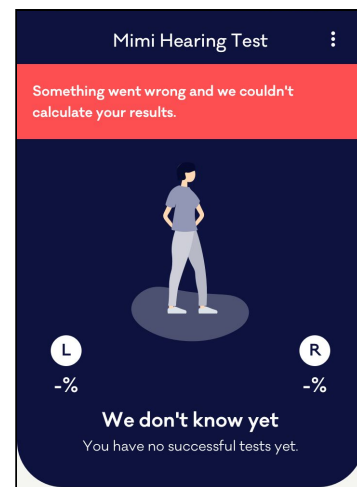 Mimi Hearing Test
Something went wrong and we couldn't
calculate your results.
L
R
-%
-%
We don't know yet
You have no successful tests yet.